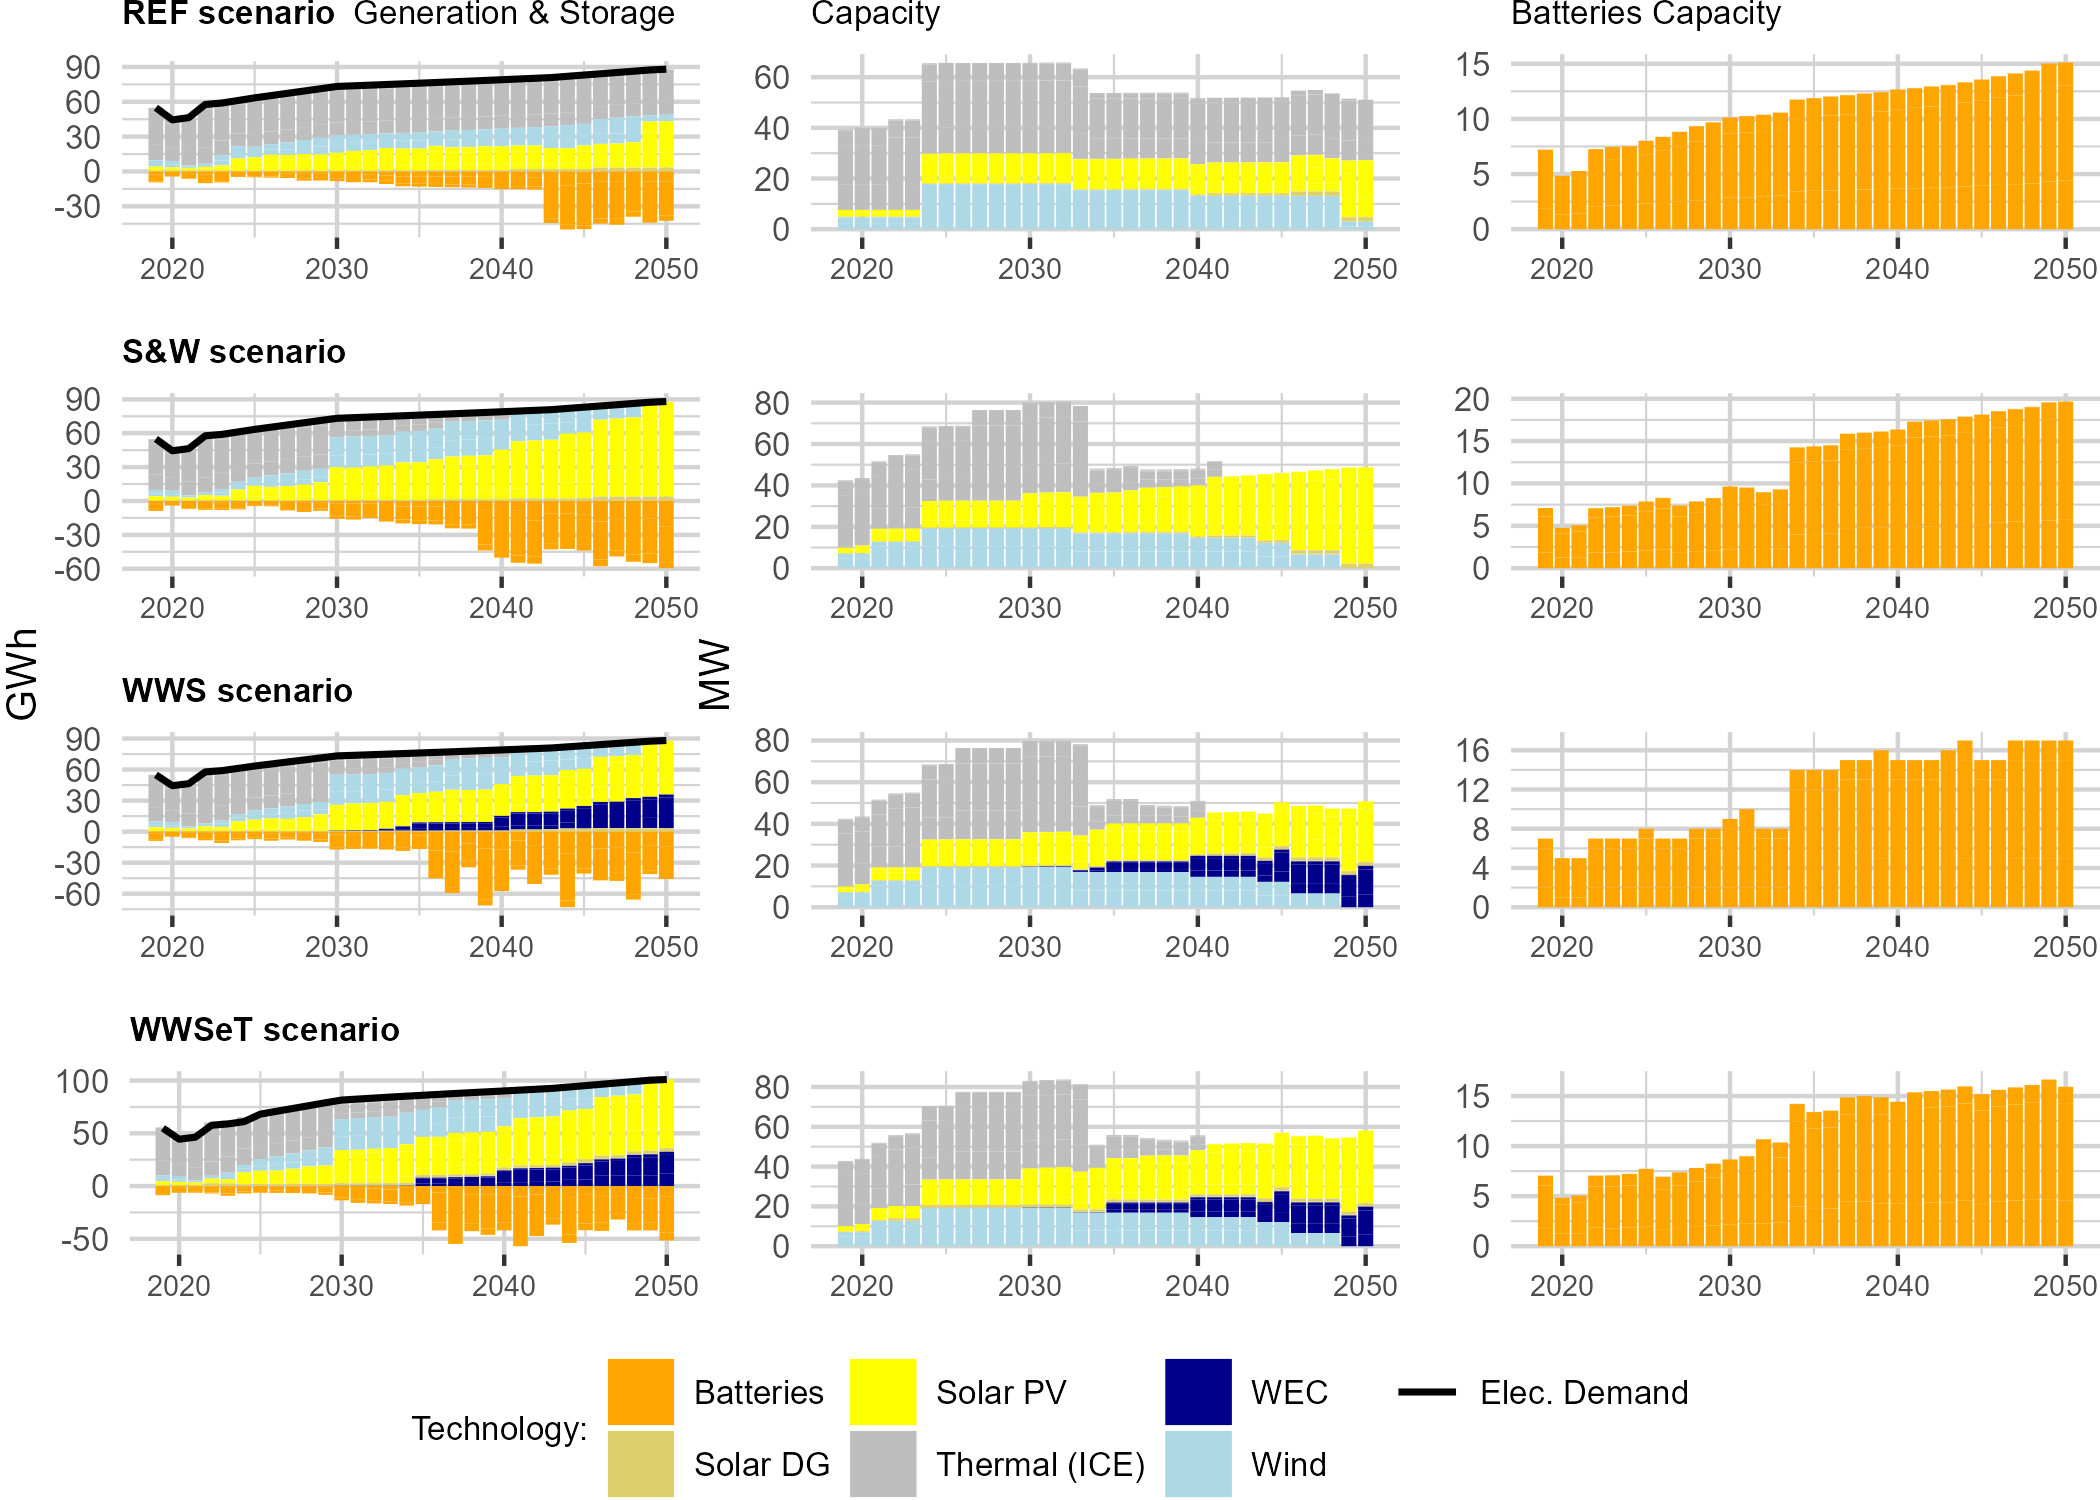 REF scenario Generation & Storage Capacity Batteries Capacity
90 60 15
60 40 10
30 20 5
0 0 0
-30
2020 2030 2040 2050 2020 2030 2040 2050 2020 2030 2040 2050
S&W scenario
90 80 20
60 60 15
30 40 10
0 20 5
-30 0 0
-60
2020 2030 2040 2050 2020 2030 2040 2050 2020 2030 2040 2050
GWh MW
WWS scenario
90 80 16
60 60 12
30 40 8
0 20 4
-30 0 0
-60
2020 2030 2040 2050 2020 2030 2040 2050 2020 2030 2040 2050
WWSeT scenario
100 80 15
50 60 10
0 40 5
-50 20 0
0
2020 2030 2040 2050 2020 2030 2040 2050 2020 2030 2040 2050
Technology:
Batteries Solar PV WEC Elec. Demand
Solar DG Thermal (ICE) Wind